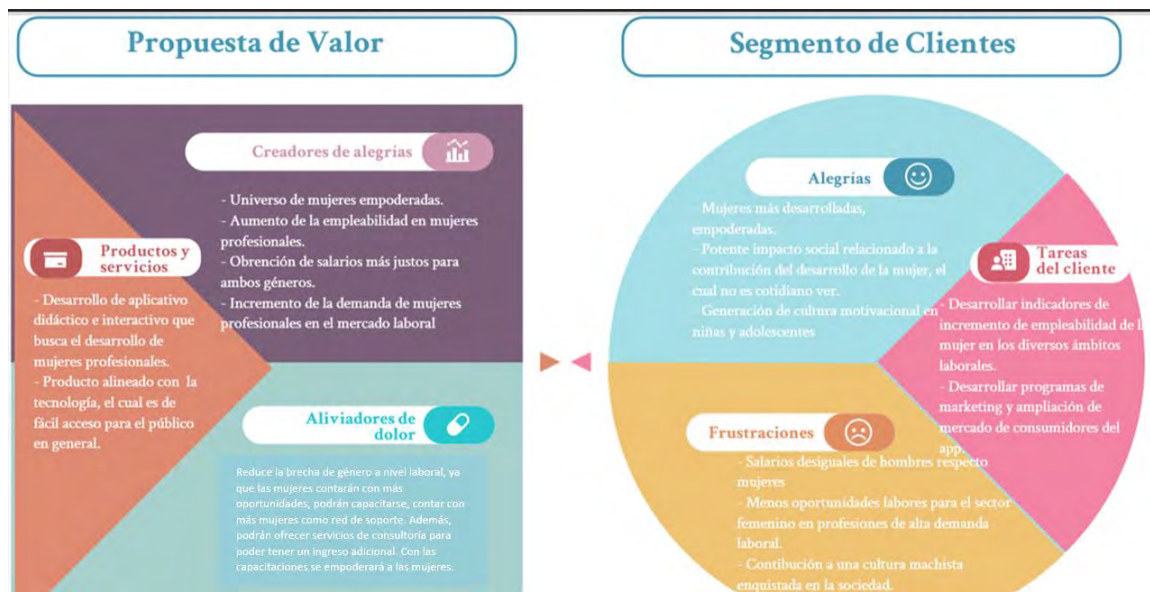 Propuesta de Valor
Creadores de alegrías
- Universo de mujeres empoderadas.
- Aumento de la empleabilidad en mujeres
profesionales.
- Obrención de salarios más justos para
ambos géneros.
- Incremento de la demanda de mujeres
profesionales en el mercado laboral
Productos y
servicios
- Desarrollo de aplicativo
didáctico e interactivo que
busca el desarrollo de
mujeres profesionales.
- Producto alineado con la
tecnología, el cual es de
fácil acceso para el público
en general.
Aliviadores de
dolor
Reduce la brecha de género a nivel laboral, ya
que las mujeres contarán con más
oportunidades, podrán capacitarse, contar con
más mujeres como red de soporte. Además,
podrán ofrecer servicios de consultoría para
poder tener un ingreso adicional. Con las
capacitaciones se empoderará a las mujeres.
Segmento de Clientes
Alegrías
- Mujeres más desarrolladas,
empoderadas.
- Potente impacto social relacionado a la
contribución del desarrollo de la mujer, el
cual no es cotidiano ver.
- Generación de cultura motivacional en
niñas y adolescentes
Tareas
del cliente
- Desarrollar indicadores de
incremento de empleabilidad de la
mujer en los diversos ámbitos
laborales.
- Desarrollar programas de
marketing y ampliación de
mercado de consumidores del
app.
Frustraciones
- Salarios desiguales de hombres respecto
mujeres
- Menos oportunidades labores para el sector
femenino en profesiones de alta demanda
laboral.
- Contibución a una cultura machista
enquistada en la sociedad.